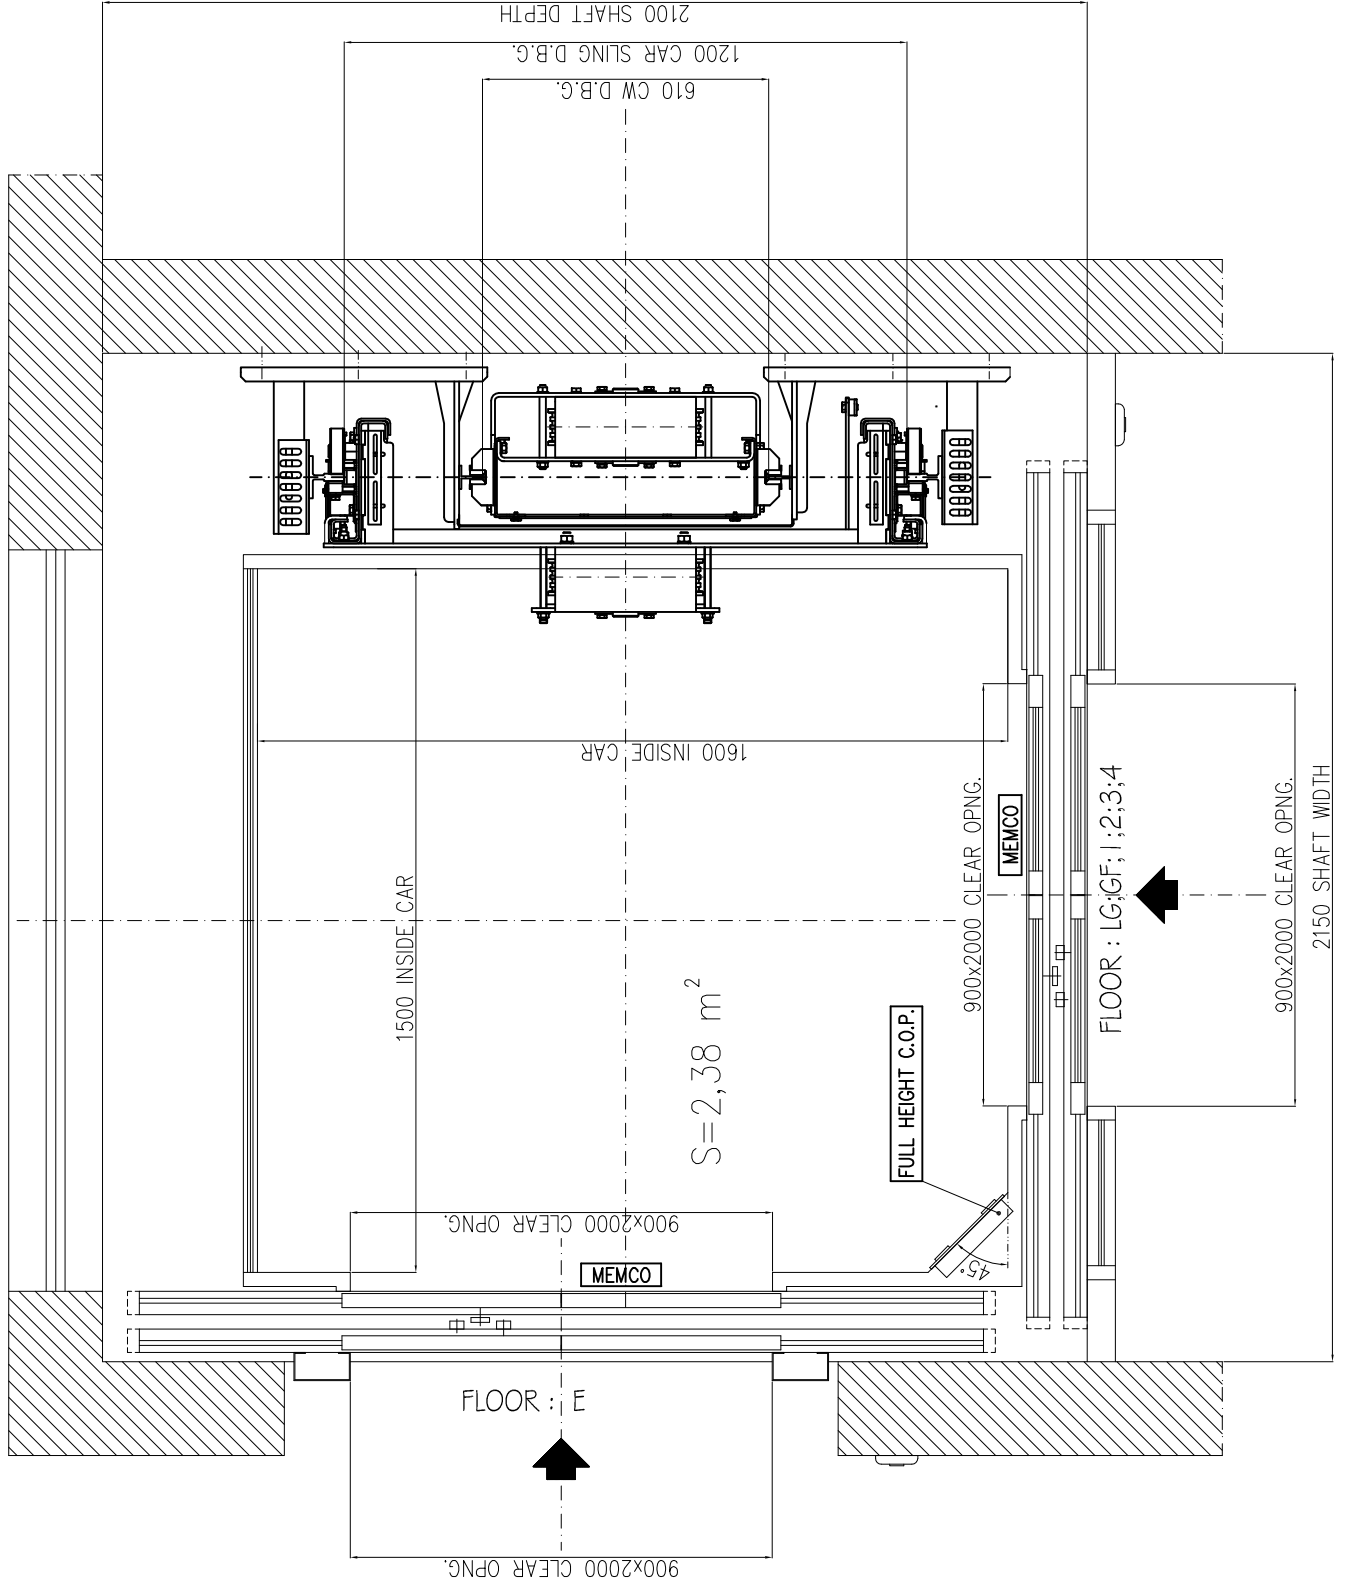 2100 SHAFT DEPTH
1200 CAR SLING D.B.G.
610 CW D.B.G.
1600 INSIDE CAR
1500 INSIDE CAR
S=2,38 m²
900x2000 CLEAR OPNG.
MEMCO
FLOOR : LG;GF;1;2;3;4
900x2000 CLEAR OPNG.
2150 SHAFT WIDTH
FULL HEIGHT C.O.P.
45°
900x2000 CLEAR OPNG.
MEMCO
FLOOR : E
900x2000 CLEAR OPNG.